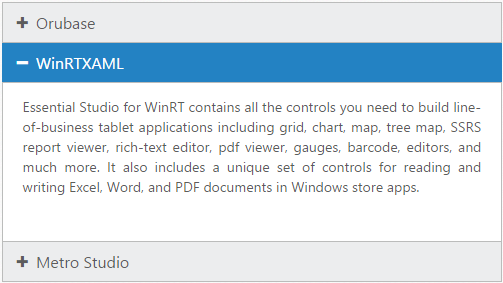 Orubase
WinRTXAML
Essential Studio for WinRT contains all the controls you need to build line-
of-business tablet applications including grid, chart, map, tree map, SSRS
report viewer, rich-text editor, pdf viewer, gauges, barcode, editors, and
much more. It also includes a unique set of controls for reading and
writing Excel, Word, and PDF documents in Windows store apps.
Metro Studio